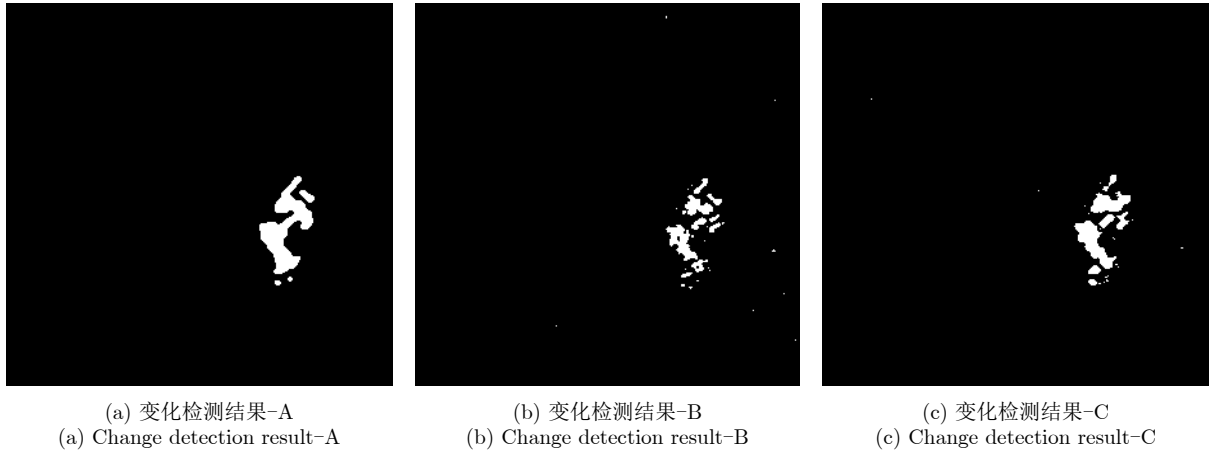 (a) 变化检测结果–A
(a) Change detection result–A
(b) 变化检测结果–B
(b) Change detection result–B
(c) 变化检测结果–C
(c) Change detection result–C